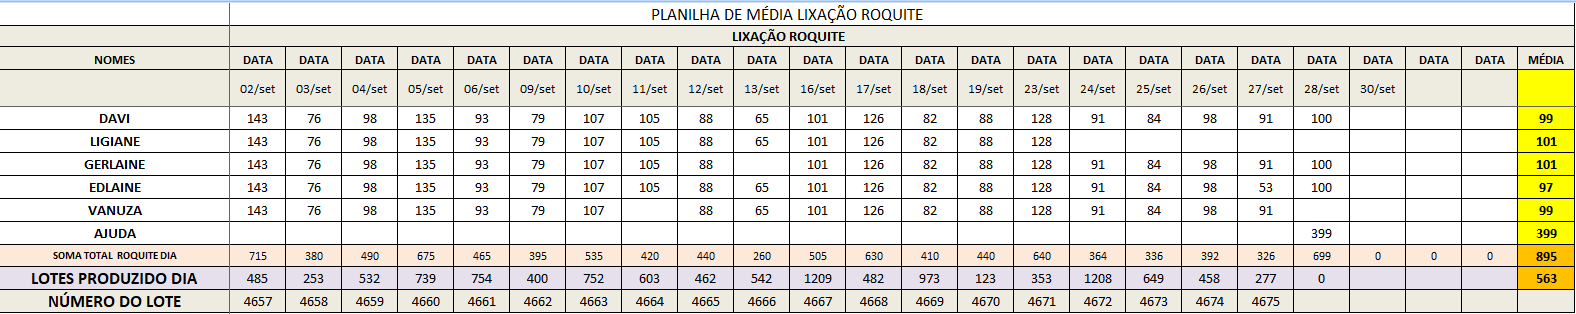 PLANILHA DE MÉDIA LIXAÇÃO ROQUITE
LIXAÇÃO ROQUITE
NOMES DATA DATA DATA DATA DATA DATA DATA DATA DATA DATA DATA DATA DATA DATA DATA DATA DATA DATA DATA DATA DATA DATA DATA MÉDIA
02/set 03/set 04/set 05/set 06/set 09/set 10/set 11/set 12/set 13/set 16/set 17/set 18/set 19/set 23/set 24/set 25/set 26/set 27/set 28/set 30/set
DAVI 143 76 98 135 93 79 107 105 88 65 101 126 82 88 128 91 84 98 91 100 99
LIGIANE 143 76 98 135 93 79 107 105 88 65 101 126 82 88 128 101
GERLAINE 143 76 98 135 93 79 107 105 88 101 126 82 88 128 91 84 98 91 100 101
EDLAINE 143 76 98 135 93 79 107 105 88 65 101 126 82 88 128 91 84 98 53 100 97
VANUZA 143 76 98 135 93 79 107 88 65 101 126 82 88 128 91 84 98 91 99
AJUDA 399 399
SOMA TOTAL ROQUITE DIA 715 380 490 675 465 395 535 420 440 260 505 630 410 440 640 364 336 392 326 699 0 0 0 895
LOTES PRODUZIDO DIA 485 253 532 739 754 400 752 603 462 542 1209 482 973 123 353 1208 649 458 277 0 563
NÚMERO DO LOTE 4657 4658 4659 4660 4661 4662 4663 4664 4665 4666 4667 4668 4669 4670 4671 4672 4673 4674 4675